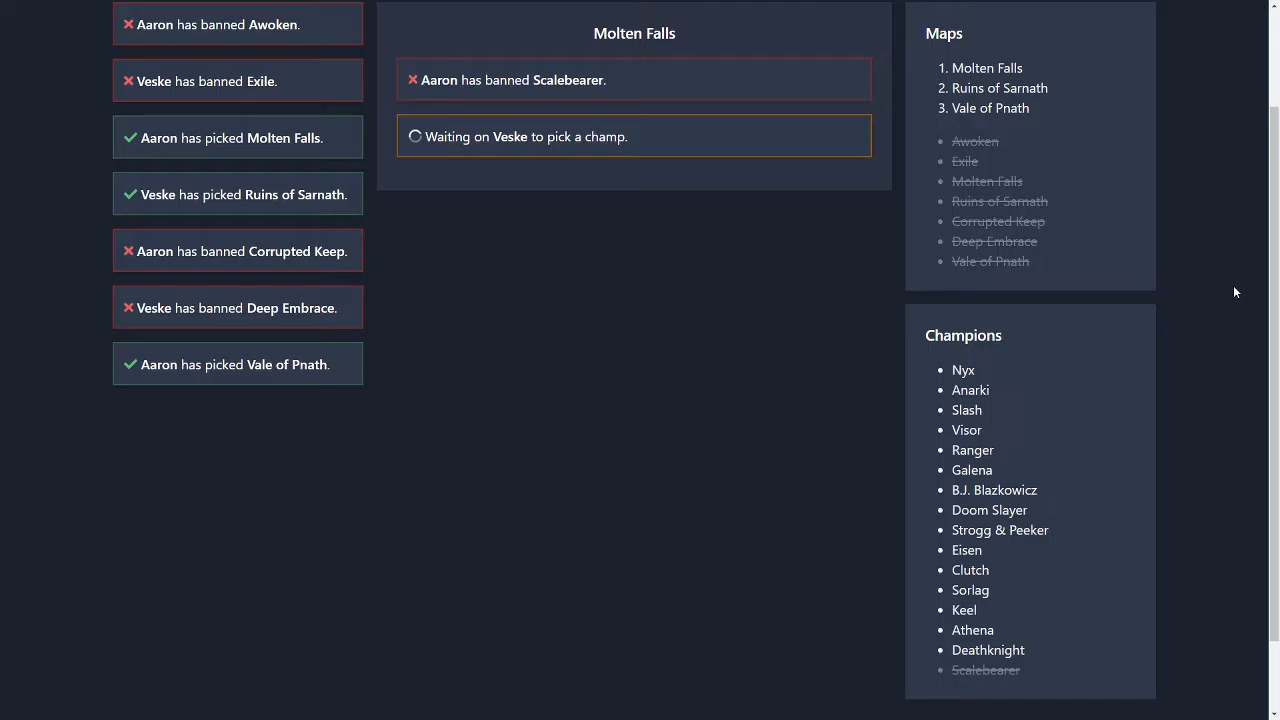 Aaron has banned Awoken.
Veske has banned Exile.
Aaron has picked Molten Falls.
Veske has picked Ruins of Sarnath.
Aaron has banned Corrupted Keep.
Veske has banned Deep Embrace.
Aaron has picked Vale of Pnath.
Molten Falls
Aaron has banned Scalebearer.
Waiting on Veske to pick a champ.
Maps
1. Molten Falls
2. Ruins of Sarnath
3. Vale of Pnath
Awoken
Exile
Molten Falls
Ruins of Sarnath
Corrupted Keep
Deep Embrace
Vale of Pnath
Champions
Nyx
Anarki
Slash
Visor
Ranger
Galena
B.J. Blazkowicz
Doom Slayer
Strogg & Peeker
Eisen
Clutch
Sorlag
Keel
Athena
Deathknight
Scalebearer